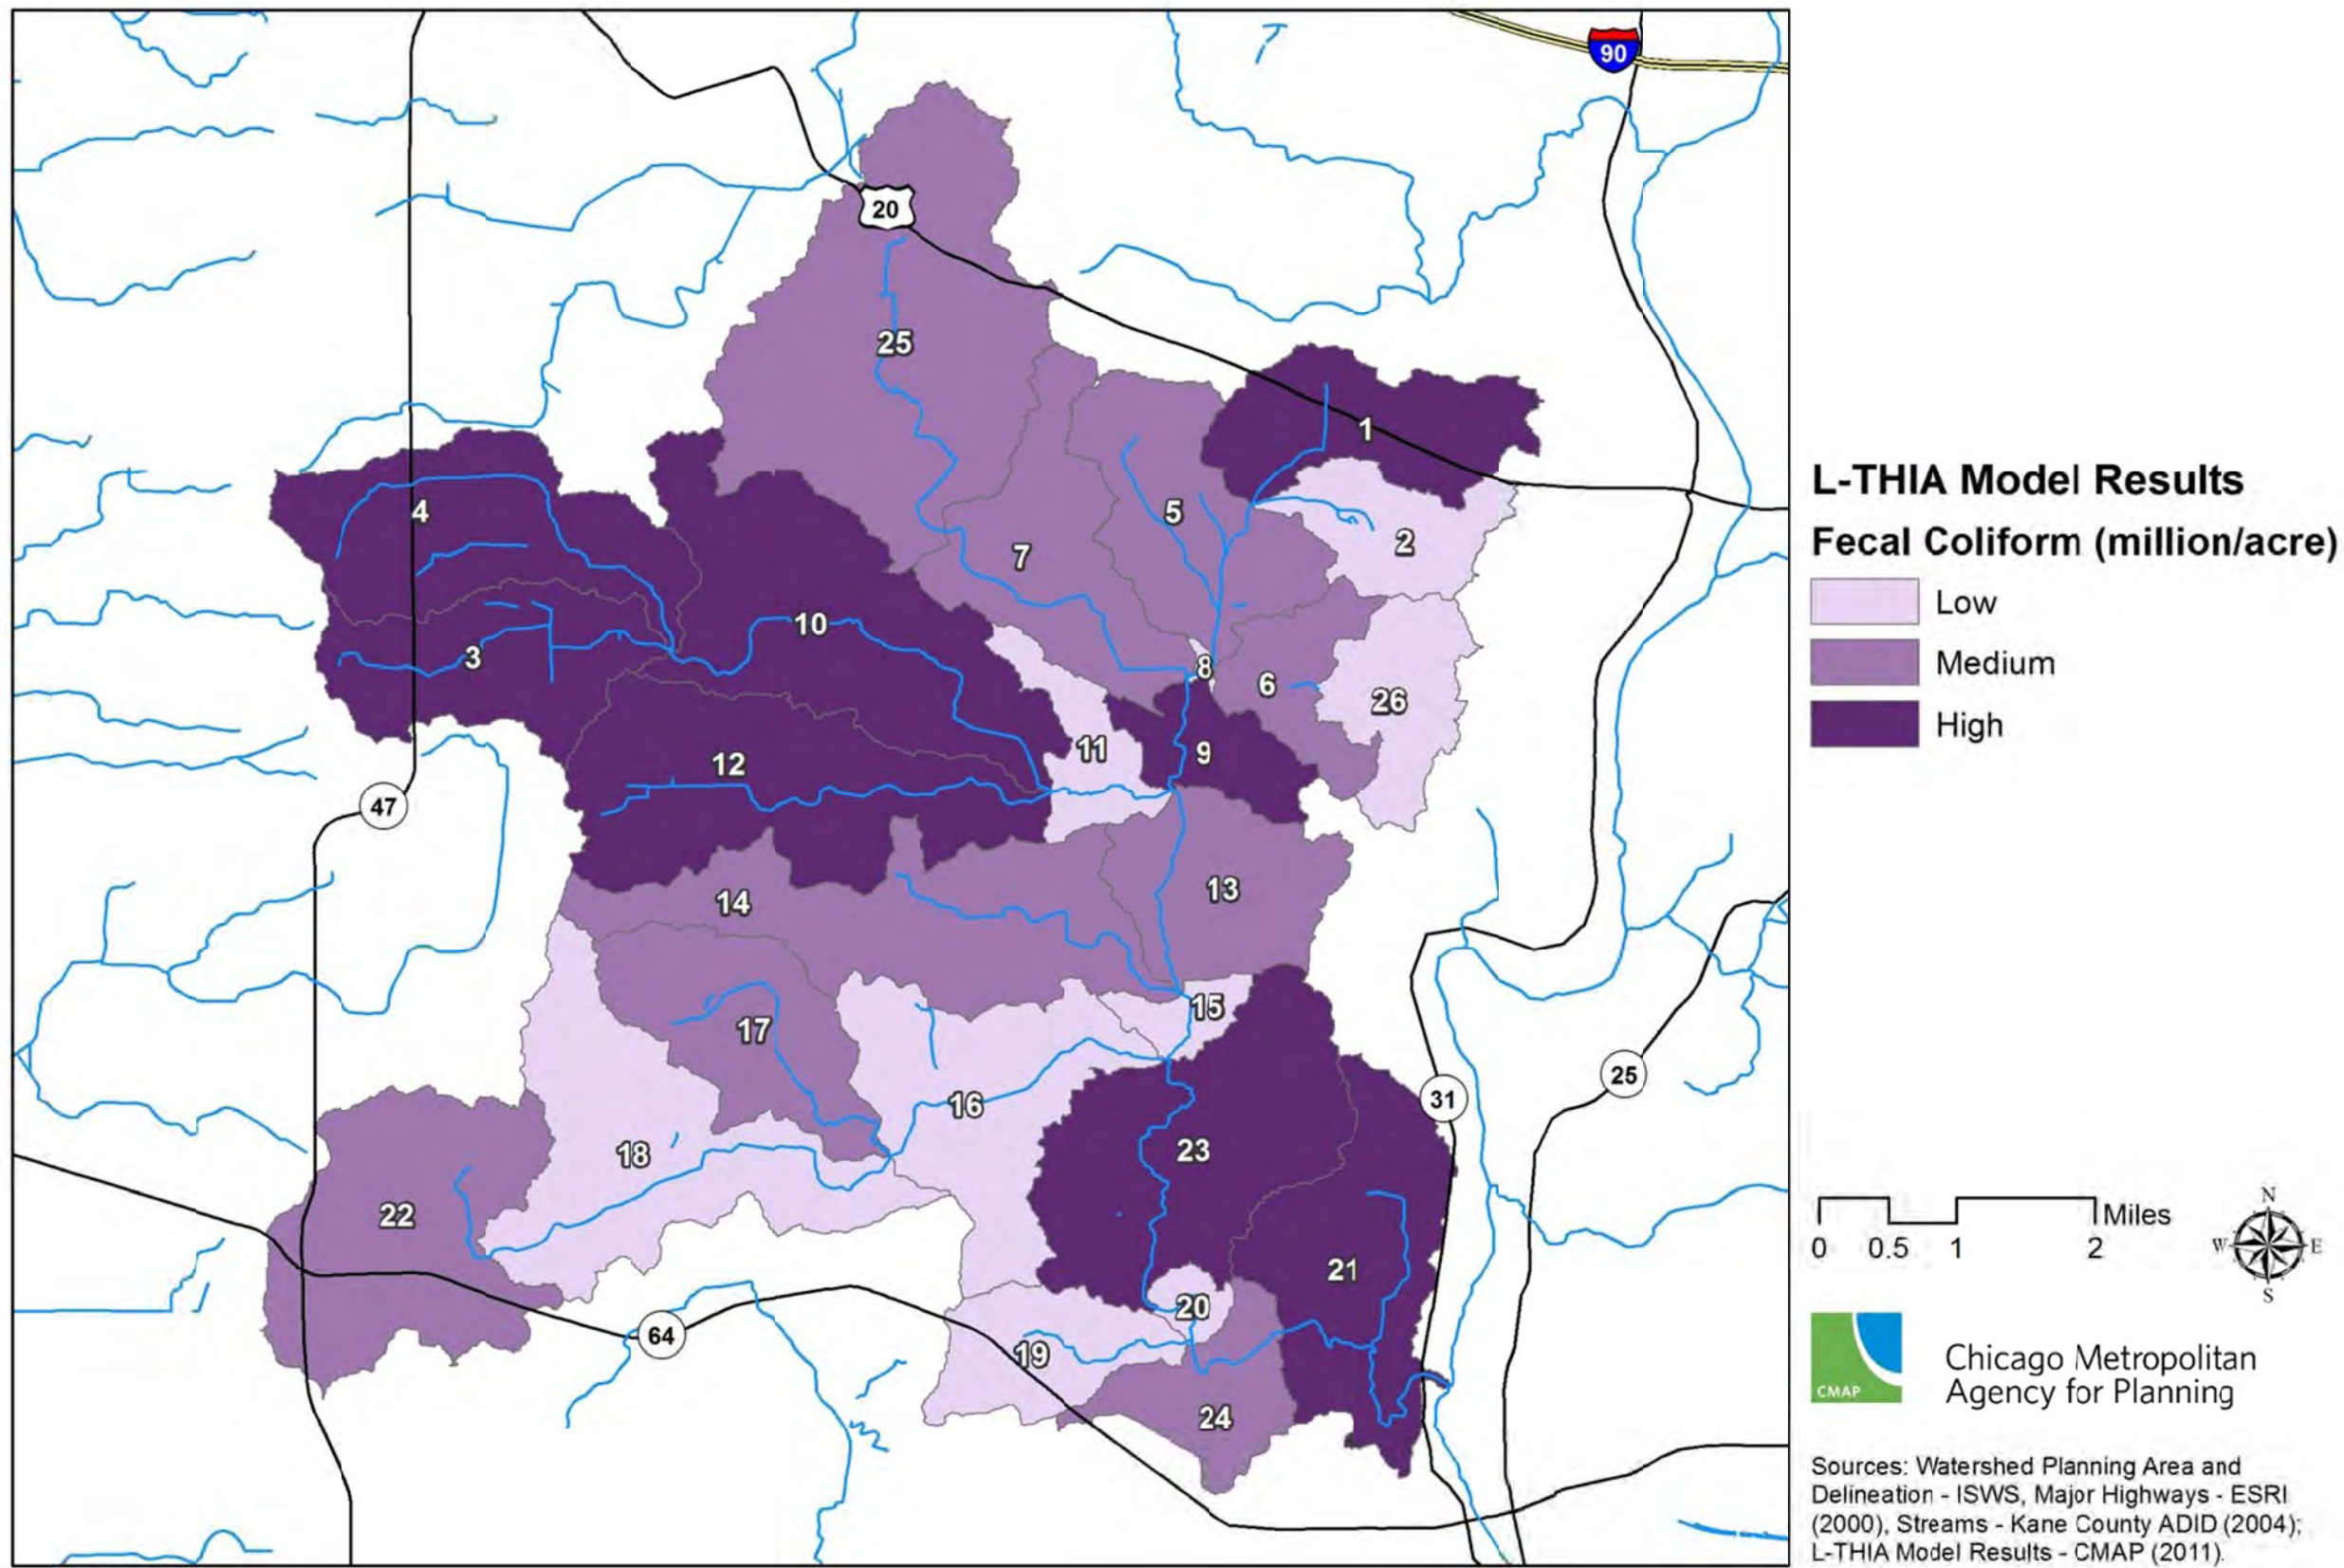 90
20
25
1
4
5
2
7
10
3
8
6
26
11
9
12
47
13
14
15
17
25
31
16
23
18
22
21
20
64
19
24
L-THIA Model Results
Fecal Coliform (million/acre)
Low
Medium
High
Miles
0 0.5 1 2
N
W E
S
CMAP
Chicago Metropolitan
Agency for Planning
Sources: Watershed Planning Area and
Delineation - ISWS, Major Highways - ESRI
(2000), Streams - Kane County ADID (2004);
L-THIA Model Results - CMAP (2011).